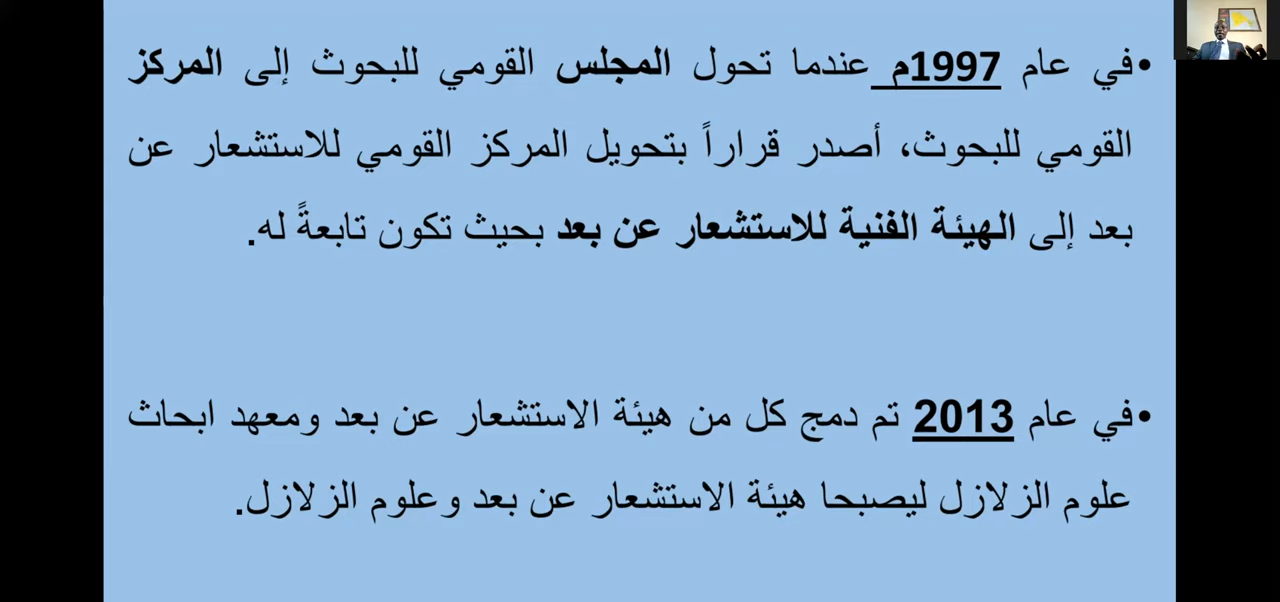 •في عام 1997م عندما تحول المجلس القومي للبحوث إلى المركز
القومي للبحوث، أصدر قراراً بتحويل المركز القومي للاستشعار عن
بعد إلى الهيئة الفنية للاستشعار عن بعد بحيث تكون تابعةً له.
•في عام 2013 تم دمج كل من هيئة الاستشعار عن بعد ومعهد ابحاث
علوم الزلازل ليصبحا هيئة الاستشعار عن بعد وعلوم الزلازل.